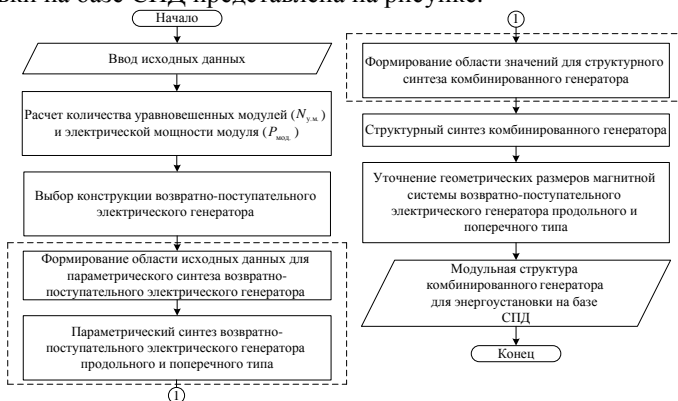 вки на базе СПД представлена на рисунке.
Начало
Ввод исходных данных
Расчет количества уравновешенных модулей (N у.м. )
и электрической мощности модуля (P мод. )
Выбор конструкции возвратно-поступательного
электрического генератора
Формирование области исходных данных для
параметрического синтеза возвратно-
поступательного электрического генератора
Параметрический синтез возвратно-
поступательного электрического генератора
продольного и поперечного типа
1
1
Формирование области значений для структурного
синтеза комбинированного генератора
Структурный синтез комбинированного генератора
Уточнение геометрических размеров магнитной
системы возвратно-поступательного
электрического генератора продольного и
поперечного типа
Модульная структура
комбинированного генератора
для энергоустановки на базе
СПД
Конец